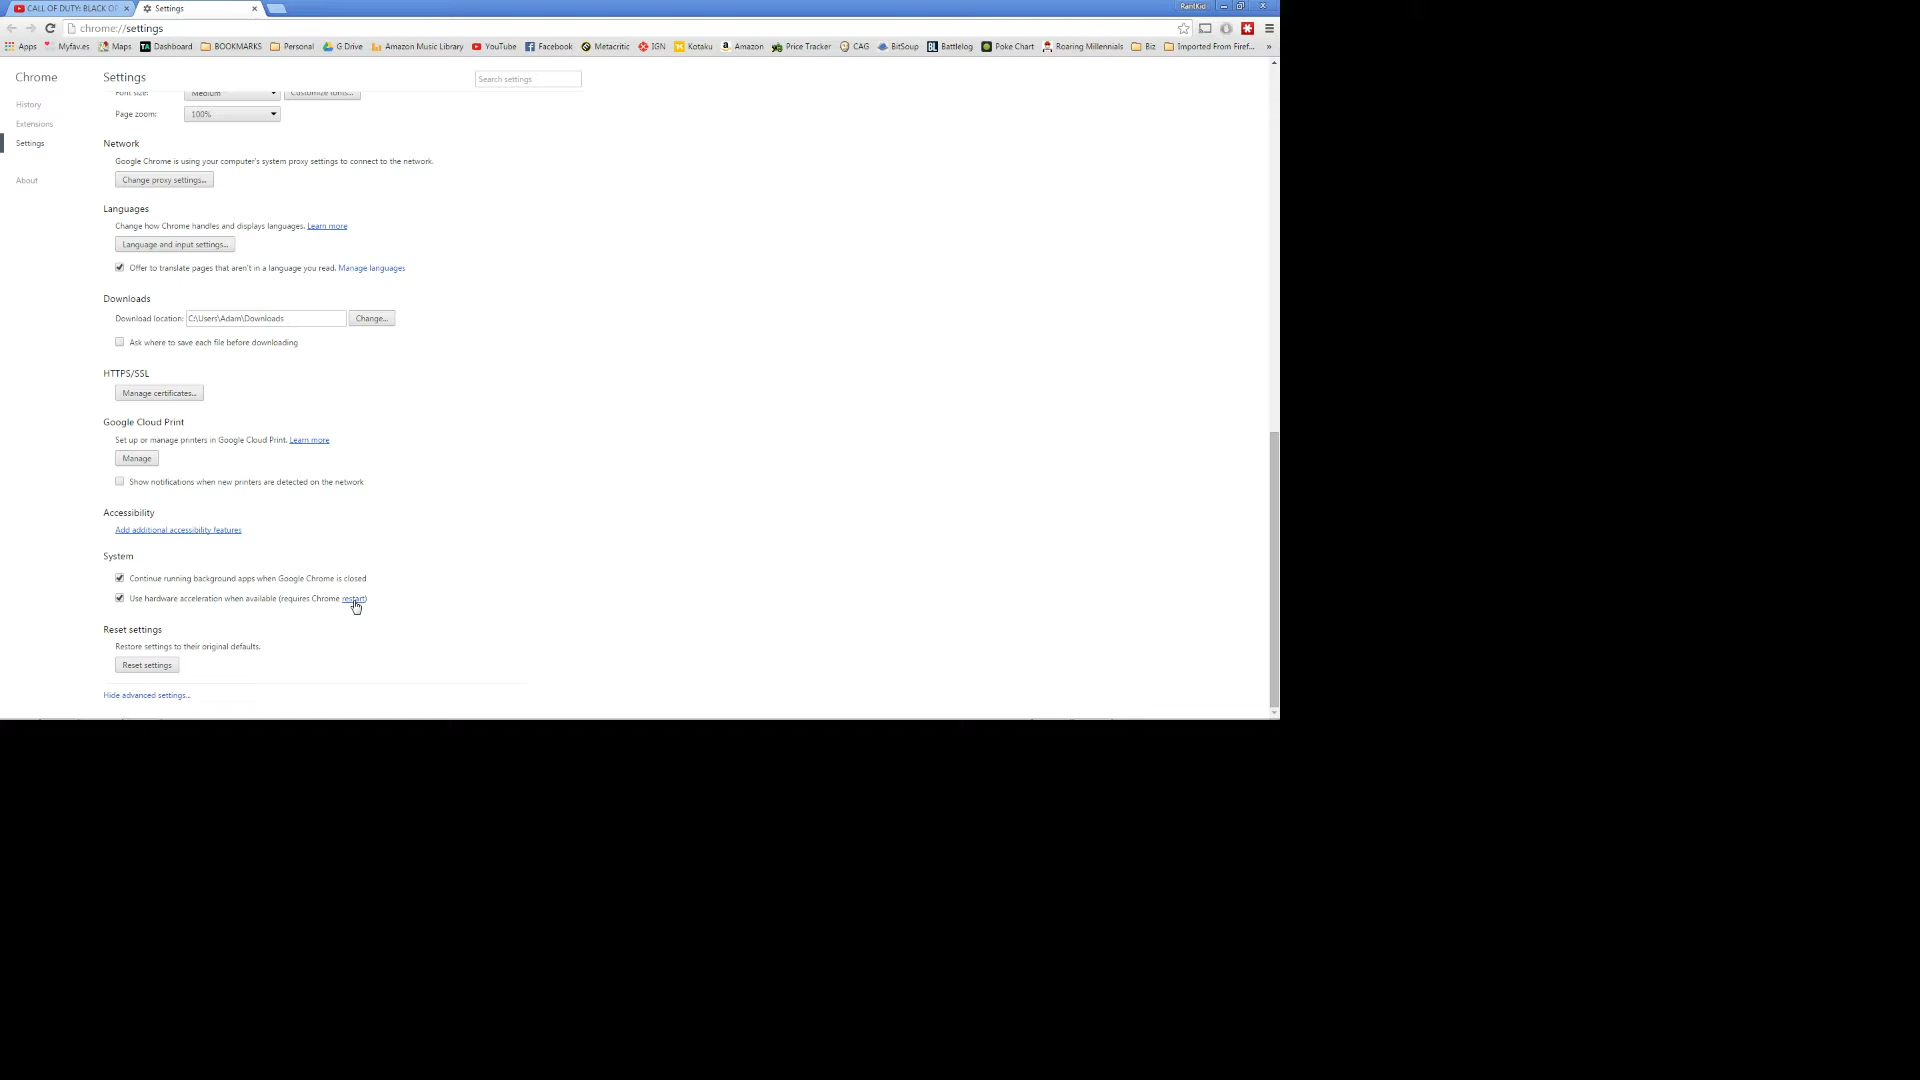 CALL OF DUTY: BLACK OP
Settings
RantKid
chrome://settings
Apps Myfav.es Maps Dashboard BOOKMARKS Personal G Drive Amazon Music Library YouTube Facebook Metacritic IGN Kotaku Amazon Price Tracker CAG BitSoup Battlelog Poke Chart Roaring Millennials Biz Imported From Firef... »
Chrome
History
Extensions
Settings
About
Settings
Search settings
Font size: Medium Customize fonts...
Page zoom: 100%
Network
Google Chrome is using your computer's system proxy settings to connect to the network.
Change proxy settings...
Languages
Change how Chrome handles and displays languages. Learn more
Language and input settings...
Offer to translate pages that aren't in a language you read. Manage languages
Downloads
Download location: C:\Users\Adam\Downloads Change...
Ask where to save each file before downloading
HTTPS/SSL
Manage certificates...
Google Cloud Print
Set up or manage printers in Google Cloud Print. Learn more
Manage
Show notifications when new printers are detected on the network
Accessibility
Add additional accessibility features
System
Continue running background apps when Google Chrome is closed
Use hardware acceleration when available (requires Chrome restart)
Reset settings
Restore settings to their original defaults.
Reset settings
Hide advanced settings...